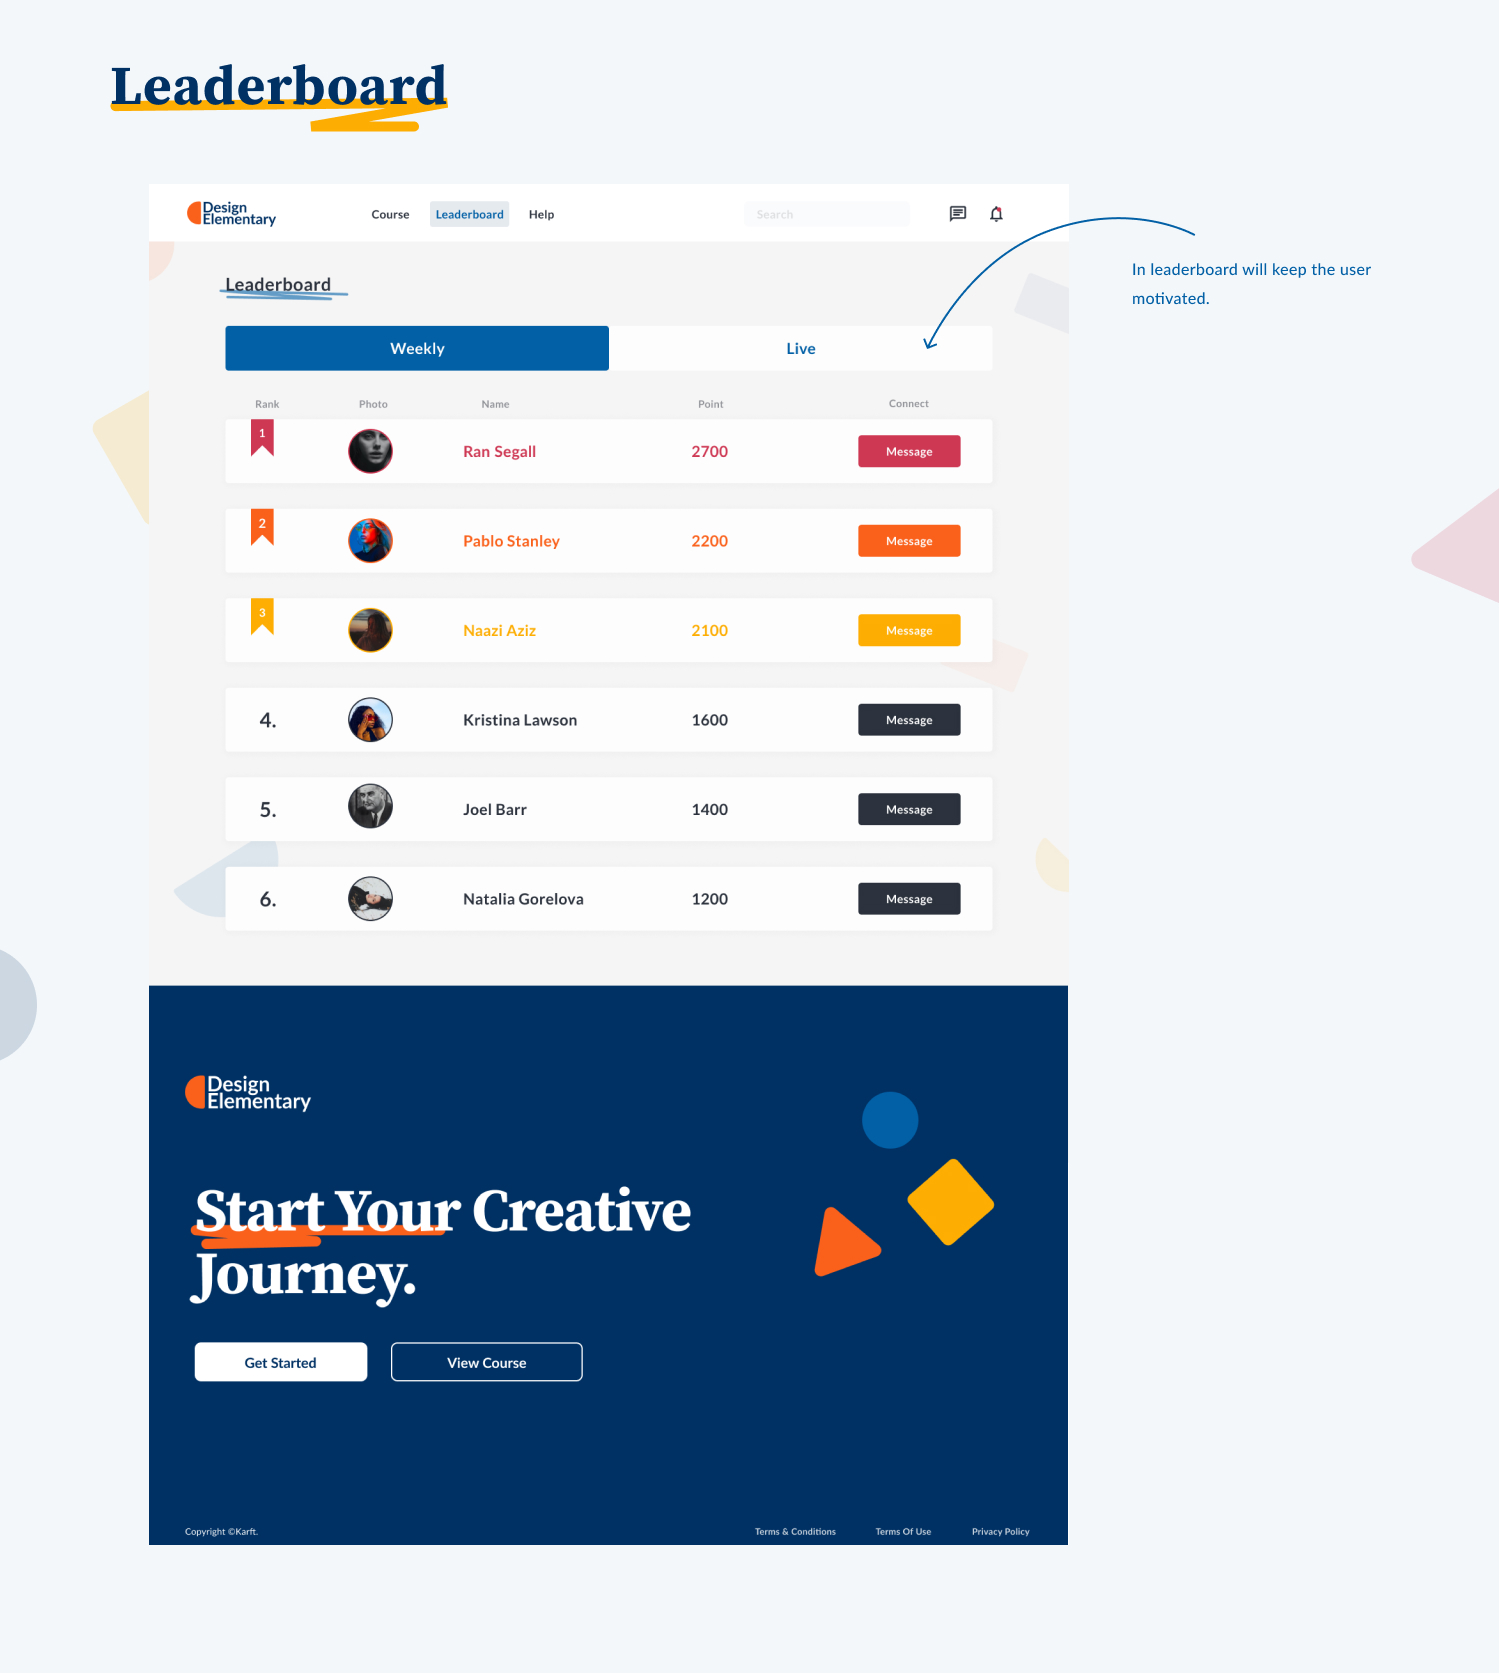 Leaderboard
Design
Elementary
Course Leaderboard Help Search
In leaderboard will keep the user
motivated.
Leaderboard
Weekly Live
Rank Photo Name Point Connect
1 Ran Segall 2700 Message
2 Pablo Stanley 2200 Message
3 Naazi Aziz 2100 Message
4. Kristina Lawson 1600 Message
5. Joel Barr 1400 Message
6. Natalia Gorelova 1200 Message
Design
Elementary
Start Your Creative
Journey.
Get Started View Course
Copyright ©Karft. Terms & Conditions Terms Of Use Privacy Policy